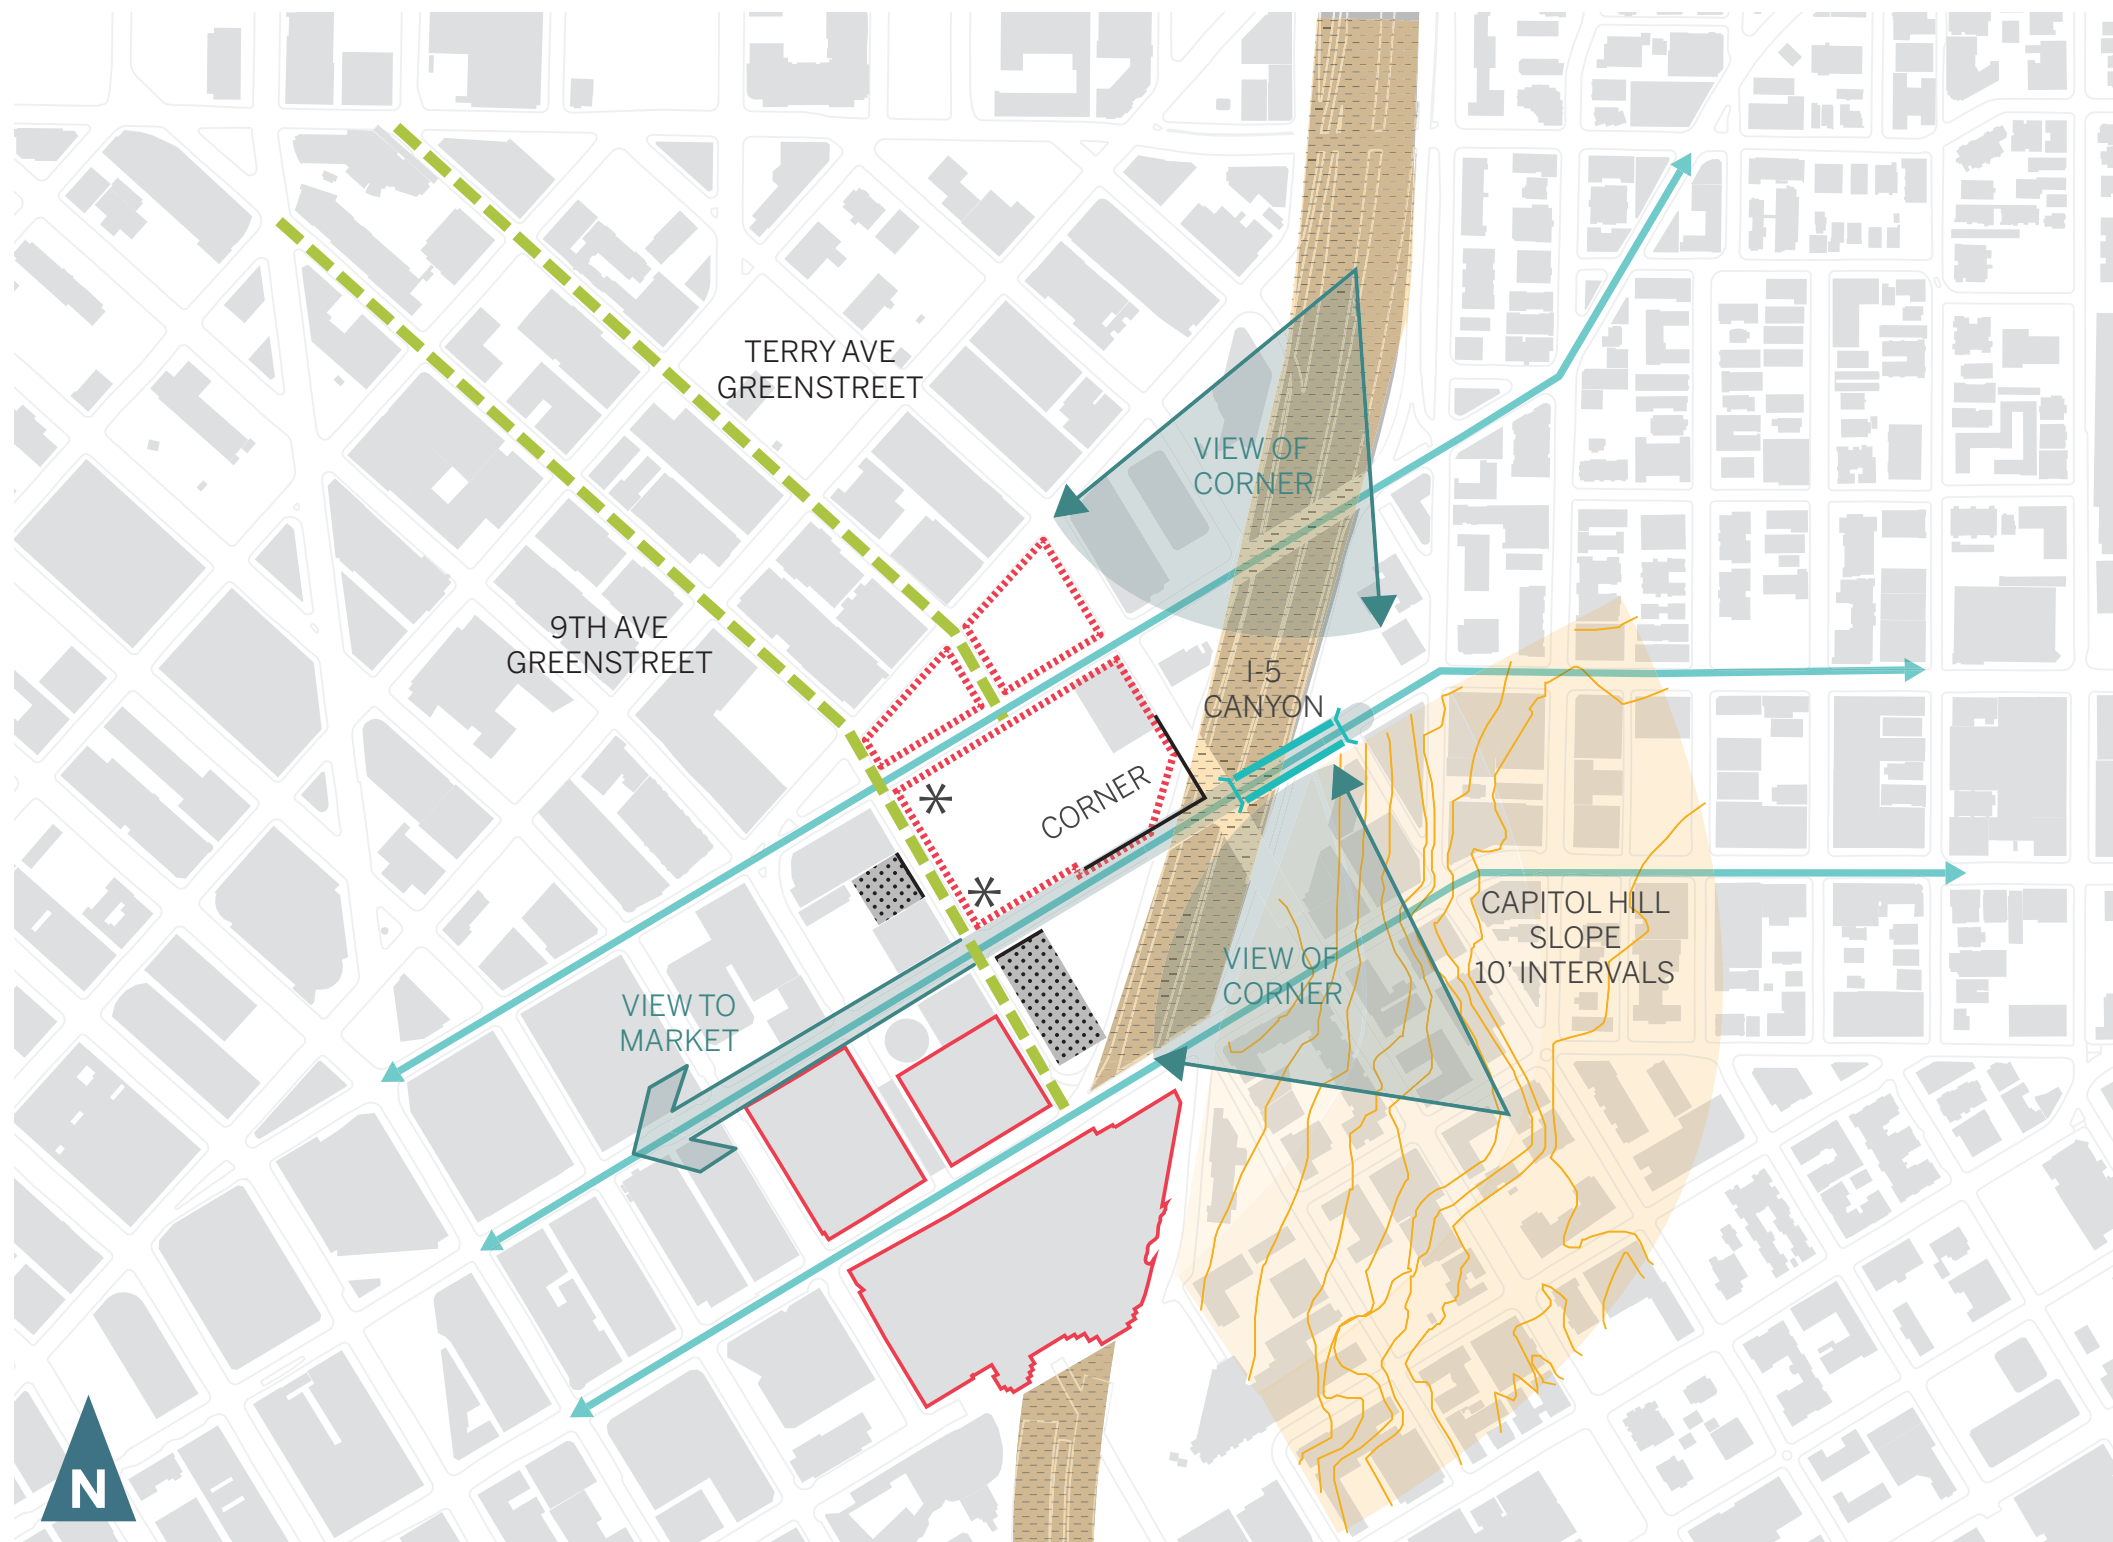 TERRY AVE
GREENSTREET
VIEW OF
CORNER
9TH AVE
GREENSTREET
I-5
CANYON
CORNER
*
*
CAPITOL HILL
SLOPE
10’ INTERVALS
VIEW OF
CORNER
VIEW TO
MARKET
N